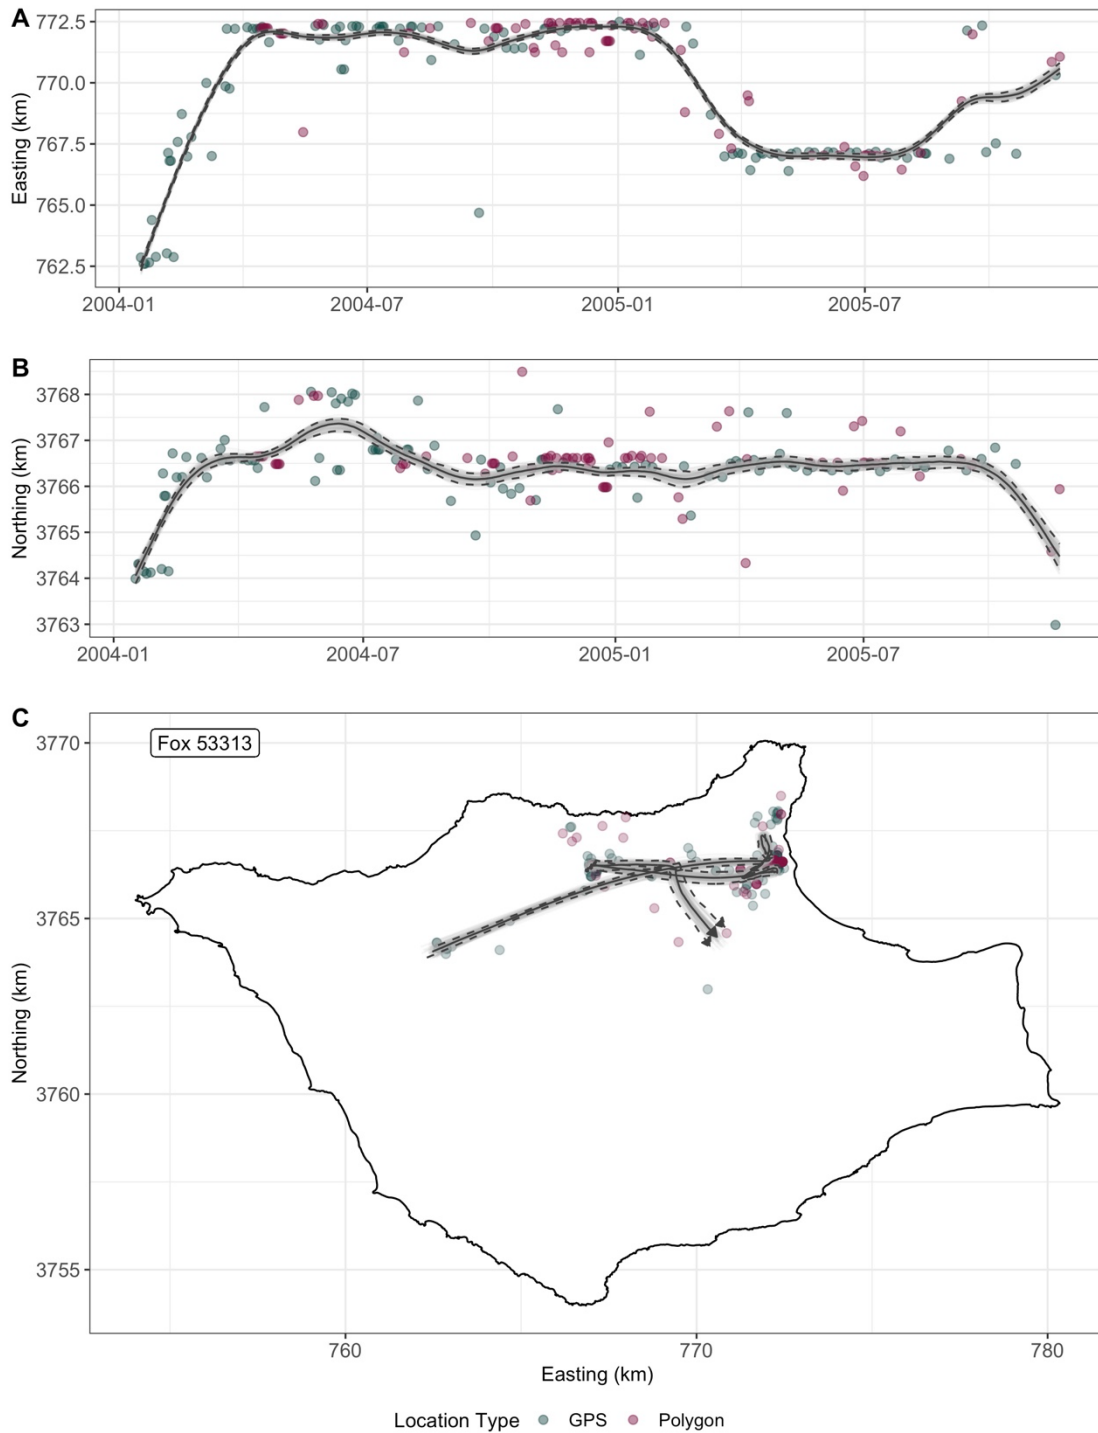 A
Easting (km)
772.5
770.0
767.5
765.0
762.5
2004-01 2004-07 2005-01 2005-07
B
Northing (km)
3768
3767
3766
3765
3764
3763
2004-01 2004-07 2005-01 2005-07
C
Fox 53313
Northing (km)
3770
3765
3760
3755
760 770 780
Easting (km)
Location Type GPS Polygon